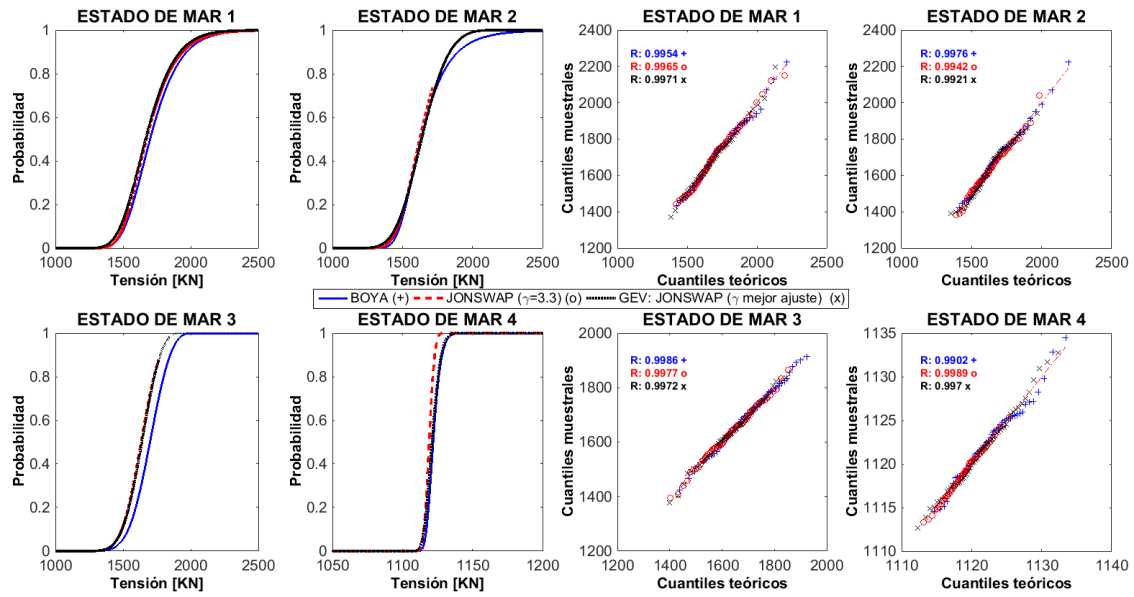 ESTADO DE MAR 1
Probabilidad
1
0.8
0.6
0.4
0.2
0
1000 1500 2000 2500
Tensión [KN]
ESTADO DE MAR 2
Probabilidad
1
0.8
0.6
0.4
0.2
0
1000 1500 2000 2500
Tensión [KN]
ESTADO DE MAR 1
Cuantiles muestrales
2400
2200
2000
1800
1600
1400
1200
R: 0.9954 +
R: 0.9965 o
R: 0.9971 x
1000 1500 2000 2500
Cuantiles teóricos
ESTADO DE MAR 2
Cuantiles muestrales
2400
2200
2000
1800
1600
1400
1200
R: 0.9976 +
R: 0.9942 o
R: 0.9921 x
1000 1500 2000 2500
Cuantiles teóricos
BOYA (+) JONSWAP (γ=3.3) (o) GEV: JONSWAP (γ mejor ajuste) (x)
ESTADO DE MAR 3
Probabilidad
1
0.8
0.6
0.4
0.2
0
1000 1500 2000 2500
Tensión [KN]
ESTADO DE MAR 4
Probabilidad
1
0.8
0.6
0.4
0.2
0
1050 1100 1150 1200
Tensión [KN]
ESTADO DE MAR 3
Cuantiles muestrales
2000
1800
1600
1400
1200
R: 0.9986 +
R: 0.9977 o
R: 0.9972 x
1200 1400 1600 1800 2000
Cuantiles teóricos
ESTADO DE MAR 4
Cuantiles muestrales
1135
1130
1125
1120
1115
1110
R: 0.9902 +
R: 0.9989 o
R: 0.997 x
1110 1120 1130 1140
Cuantiles teóricos